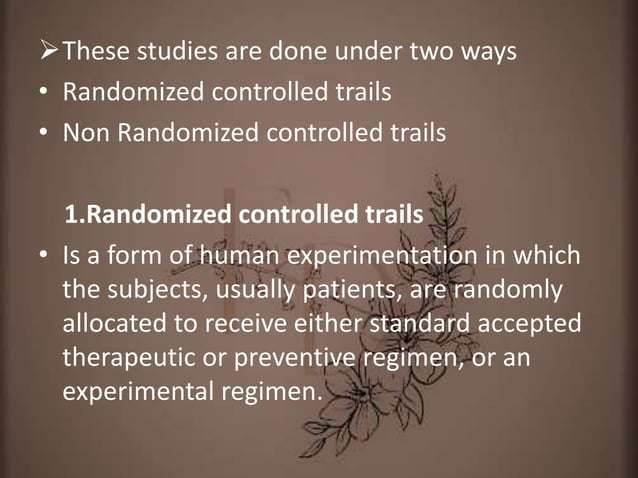 ➢These studies are done under two ways
• Randomized controlled trails
• Non Randomized controlled trails
1.Randomized controlled trails
• Is a form of human experimentation in which
the subjects, usually patients, are randomly
allocated to receive either standard accepted
therapeutic or preventive regimen, or an
experimental regimen.